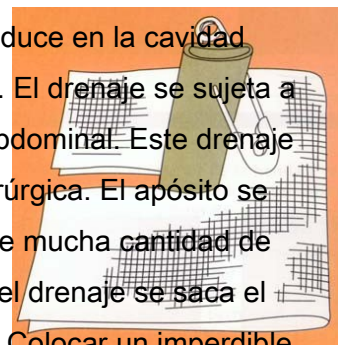 duce en la cavidad
. El drenaje se sujeta a
bdominal. Este drenaje
rúrgica. El apósito se
e mucha cantidad de
el drenaje se saca el
Colocar un imperdible